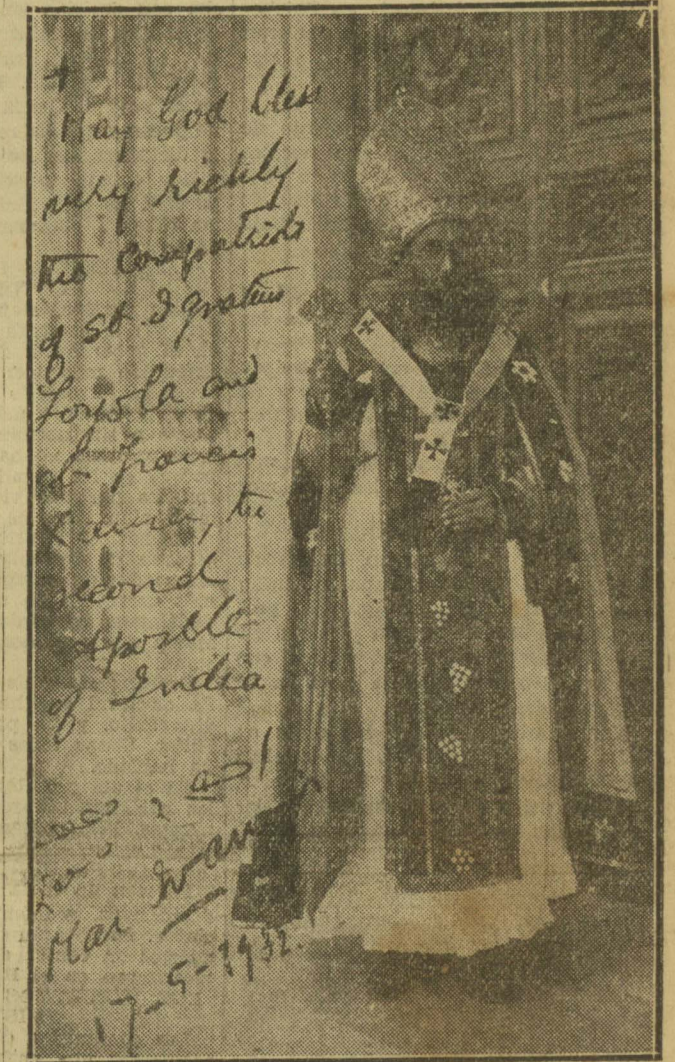 +
May God bless
very richly
the Compatriots
of St. Ignatius
Loyola and
St Francis
Xavier, the
second
Apostle
of India
Mar Ivanios
17-5-1932.